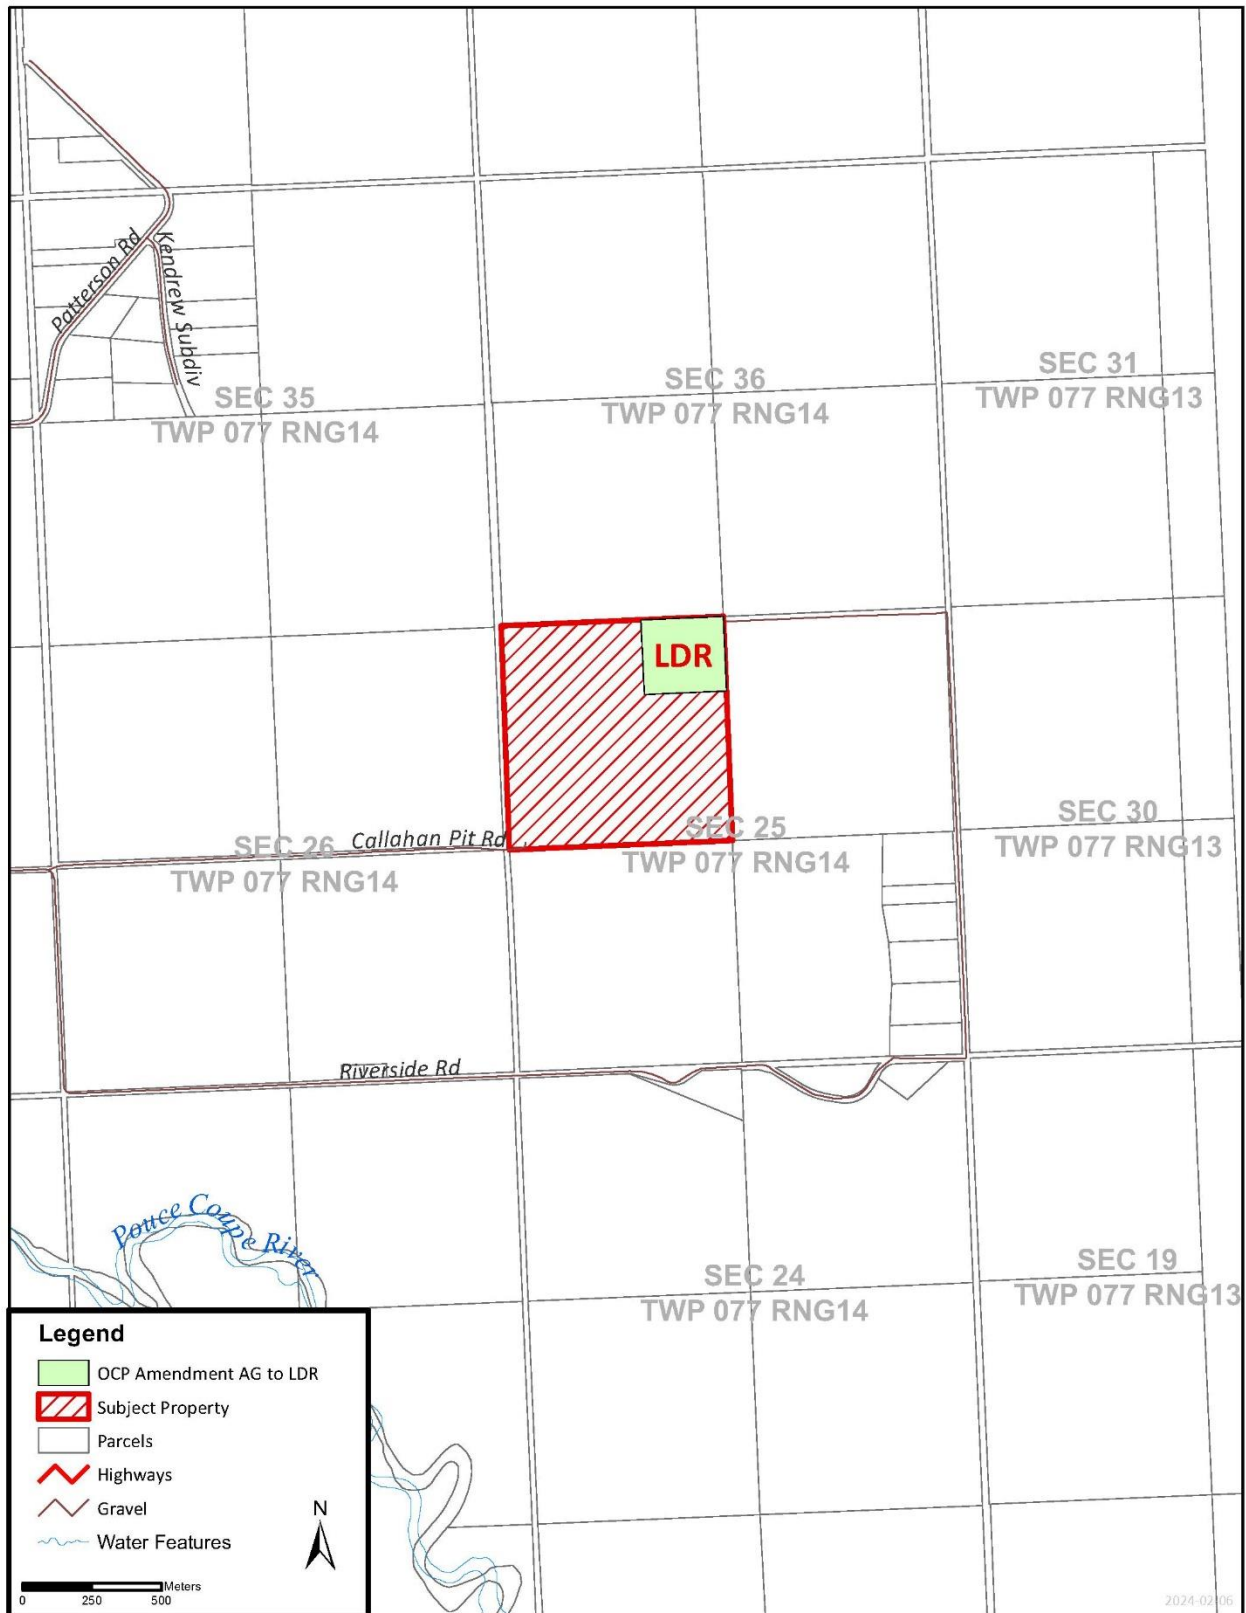 Patterson Rd
Kendrew Subdiv
SEC 35
TWP 077 RNG14
SEC 36
TWP 077 RNG14
SEC 31
TWP 077 RNG13
LDR
Callahan Pit Rd
SEC 26
TWP 077 RNG14
SEC 25
TWP 077 RNG14
SEC 30
TWP 077 RNG13
Riverside Rd
Pouce Coupe River
SEC 24
TWP 077 RNG14
SEC 19
TWP 077 RNG13
Legend
OCP Amendment AG to LDR
Subject Property
Parcels
Highways
Gravel
Water Features
N
Meters
0 250 500
2024-02-06